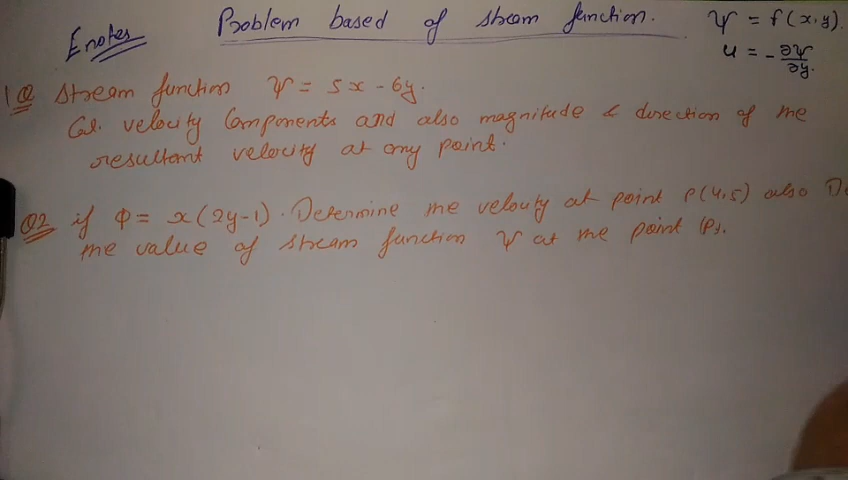 Enotes
Problem based of stream function.
Ψ = f(x,y).
u = -∂Ψ/∂y.
1Q Stream function Ψ = 5x - 6y.
Cal. velocity Components and also magnitude & direction of the
resultant velocity at any point.
Q2 if Φ = x(2y-1). Determine the velouty at point P(4,5) also
the value of stream function Ψ at the point (P).